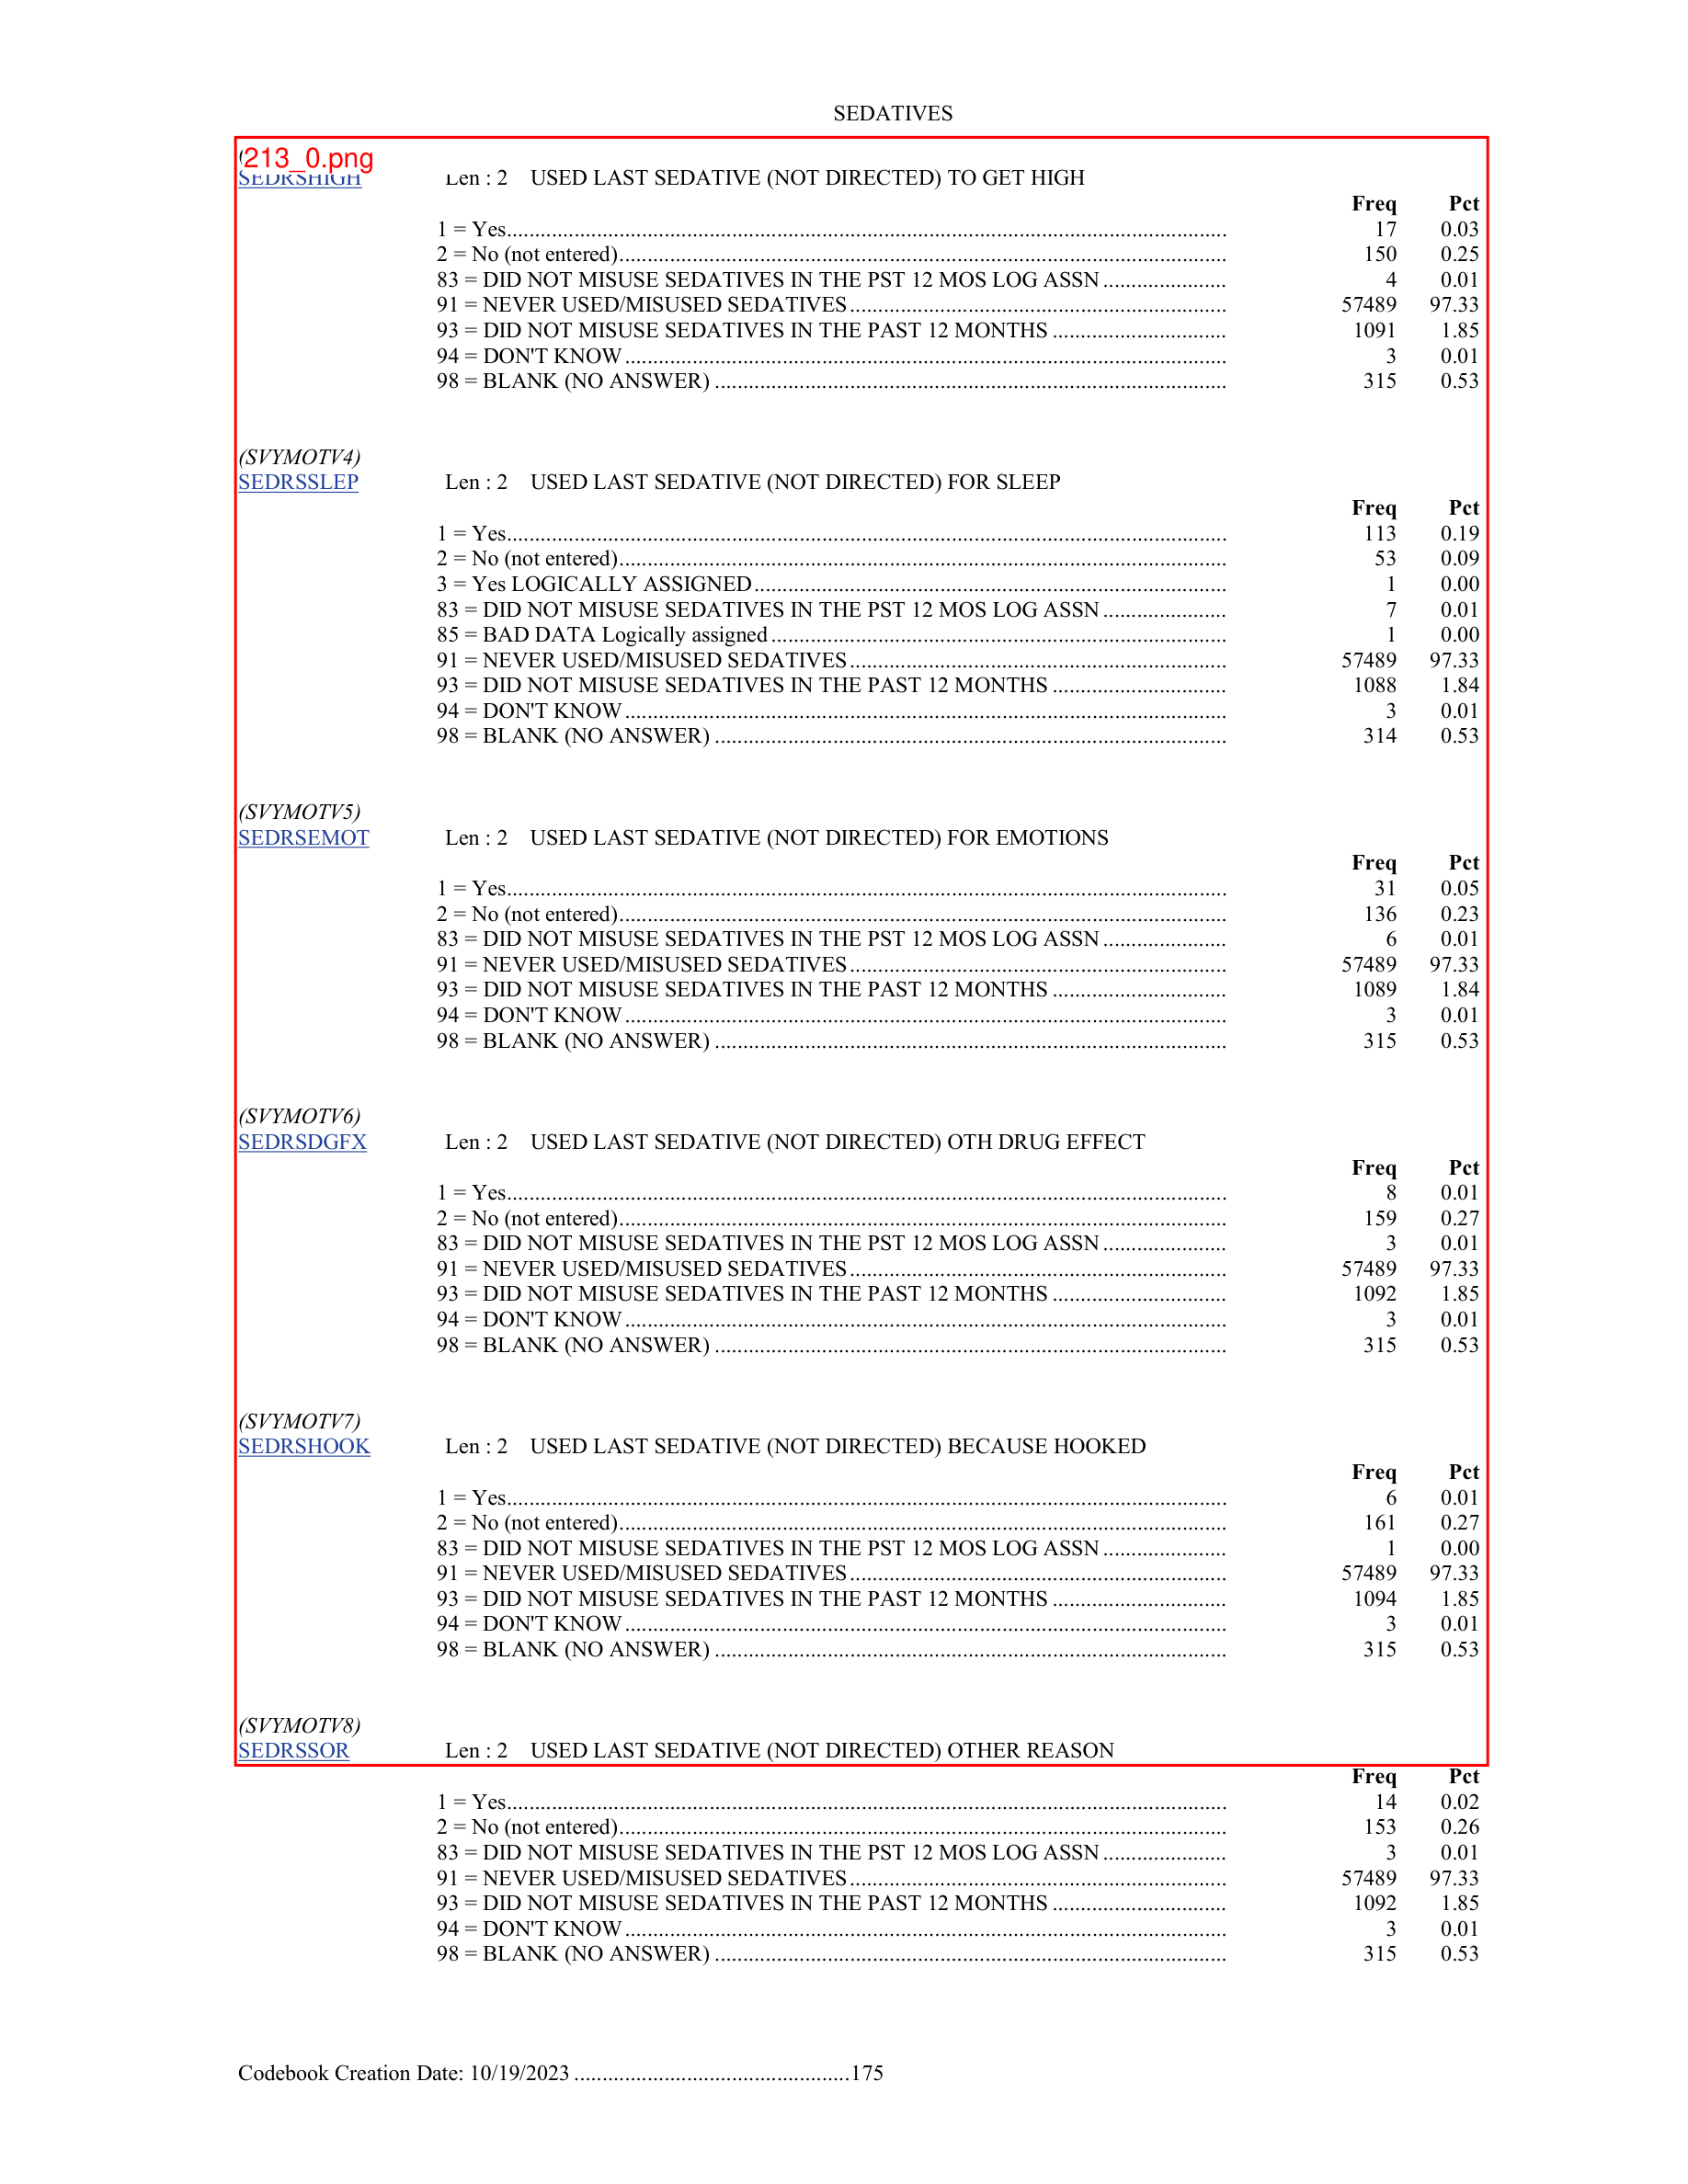 SEDATIVES
213_0.png
SEDRSHIGH Len : 2 USED LAST SEDATIVE (NOT DIRECTED) TO GET HIGH
Freq Pct
1 = Yes 17 0.03
2 = No (not entered) 150 0.25
83 = DID NOT MISUSE SEDATIVES IN THE PST 12 MOS LOG ASSN 4 0.01
91 = NEVER USED/MISUSED SEDATIVES 57489 97.33
93 = DID NOT MISUSE SEDATIVES IN THE PAST 12 MONTHS 1091 1.85
94 = DON'T KNOW 3 0.01
98 = BLANK (NO ANSWER) 315 0.53
(SVYMOTV4)
SEDRSSLEP Len : 2 USED LAST SEDATIVE (NOT DIRECTED) FOR SLEEP
Freq Pct
1 = Yes 113 0.19
2 = No (not entered) 53 0.09
3 = Yes LOGICALLY ASSIGNED 1 0.00
83 = DID NOT MISUSE SEDATIVES IN THE PST 12 MOS LOG ASSN 7 0.01
85 = BAD DATA Logically assigned 1 0.00
91 = NEVER USED/MISUSED SEDATIVES 57489 97.33
93 = DID NOT MISUSE SEDATIVES IN THE PAST 12 MONTHS 1088 1.84
94 = DON'T KNOW 3 0.01
98 = BLANK (NO ANSWER) 314 0.53
(SVYMOTV5)
SEDRSEMOT Len : 2 USED LAST SEDATIVE (NOT DIRECTED) FOR EMOTIONS
Freq Pct
1 = Yes 31 0.05
2 = No (not entered) 136 0.23
83 = DID NOT MISUSE SEDATIVES IN THE PST 12 MOS LOG ASSN 6 0.01
91 = NEVER USED/MISUSED SEDATIVES 57489 97.33
93 = DID NOT MISUSE SEDATIVES IN THE PAST 12 MONTHS 1089 1.84
94 = DON'T KNOW 3 0.01
98 = BLANK (NO ANSWER) 315 0.53
(SVYMOTV6)
SEDRSDGFX Len : 2 USED LAST SEDATIVE (NOT DIRECTED) OTH DRUG EFFECT
Freq Pct
1 = Yes 8 0.01
2 = No (not entered) 159 0.27
83 = DID NOT MISUSE SEDATIVES IN THE PST 12 MOS LOG ASSN 3 0.01
91 = NEVER USED/MISUSED SEDATIVES 57489 97.33
93 = DID NOT MISUSE SEDATIVES IN THE PAST 12 MONTHS 1092 1.85
94 = DON'T KNOW 3 0.01
98 = BLANK (NO ANSWER) 315 0.53
(SVYMOTV7)
SEDRSHOOK Len : 2 USED LAST SEDATIVE (NOT DIRECTED) BECAUSE HOOKED
Freq Pct
1 = Yes 6 0.01
2 = No (not entered) 161 0.27
83 = DID NOT MISUSE SEDATIVES IN THE PST 12 MOS LOG ASSN 1 0.00
91 = NEVER USED/MISUSED SEDATIVES 57489 97.33
93 = DID NOT MISUSE SEDATIVES IN THE PAST 12 MONTHS 1094 1.85
94 = DON'T KNOW 3 0.01
98 = BLANK (NO ANSWER) 315 0.53
(SVYMOTV8)
SEDRSSOR Len : 2 USED LAST SEDATIVE (NOT DIRECTED) OTHER REASON
Freq Pct
1 = Yes 14 0.02
2 = No (not entered) 153 0.26
83 = DID NOT MISUSE SEDATIVES IN THE PST 12 MOS LOG ASSN 3 0.01
91 = NEVER USED/MISUSED SEDATIVES 57489 97.33
93 = DID NOT MISUSE SEDATIVES IN THE PAST 12 MONTHS 1092 1.85
94 = DON'T KNOW 3 0.01
98 = BLANK (NO ANSWER) 315 0.53
Codebook Creation Date: 10/19/2023 175